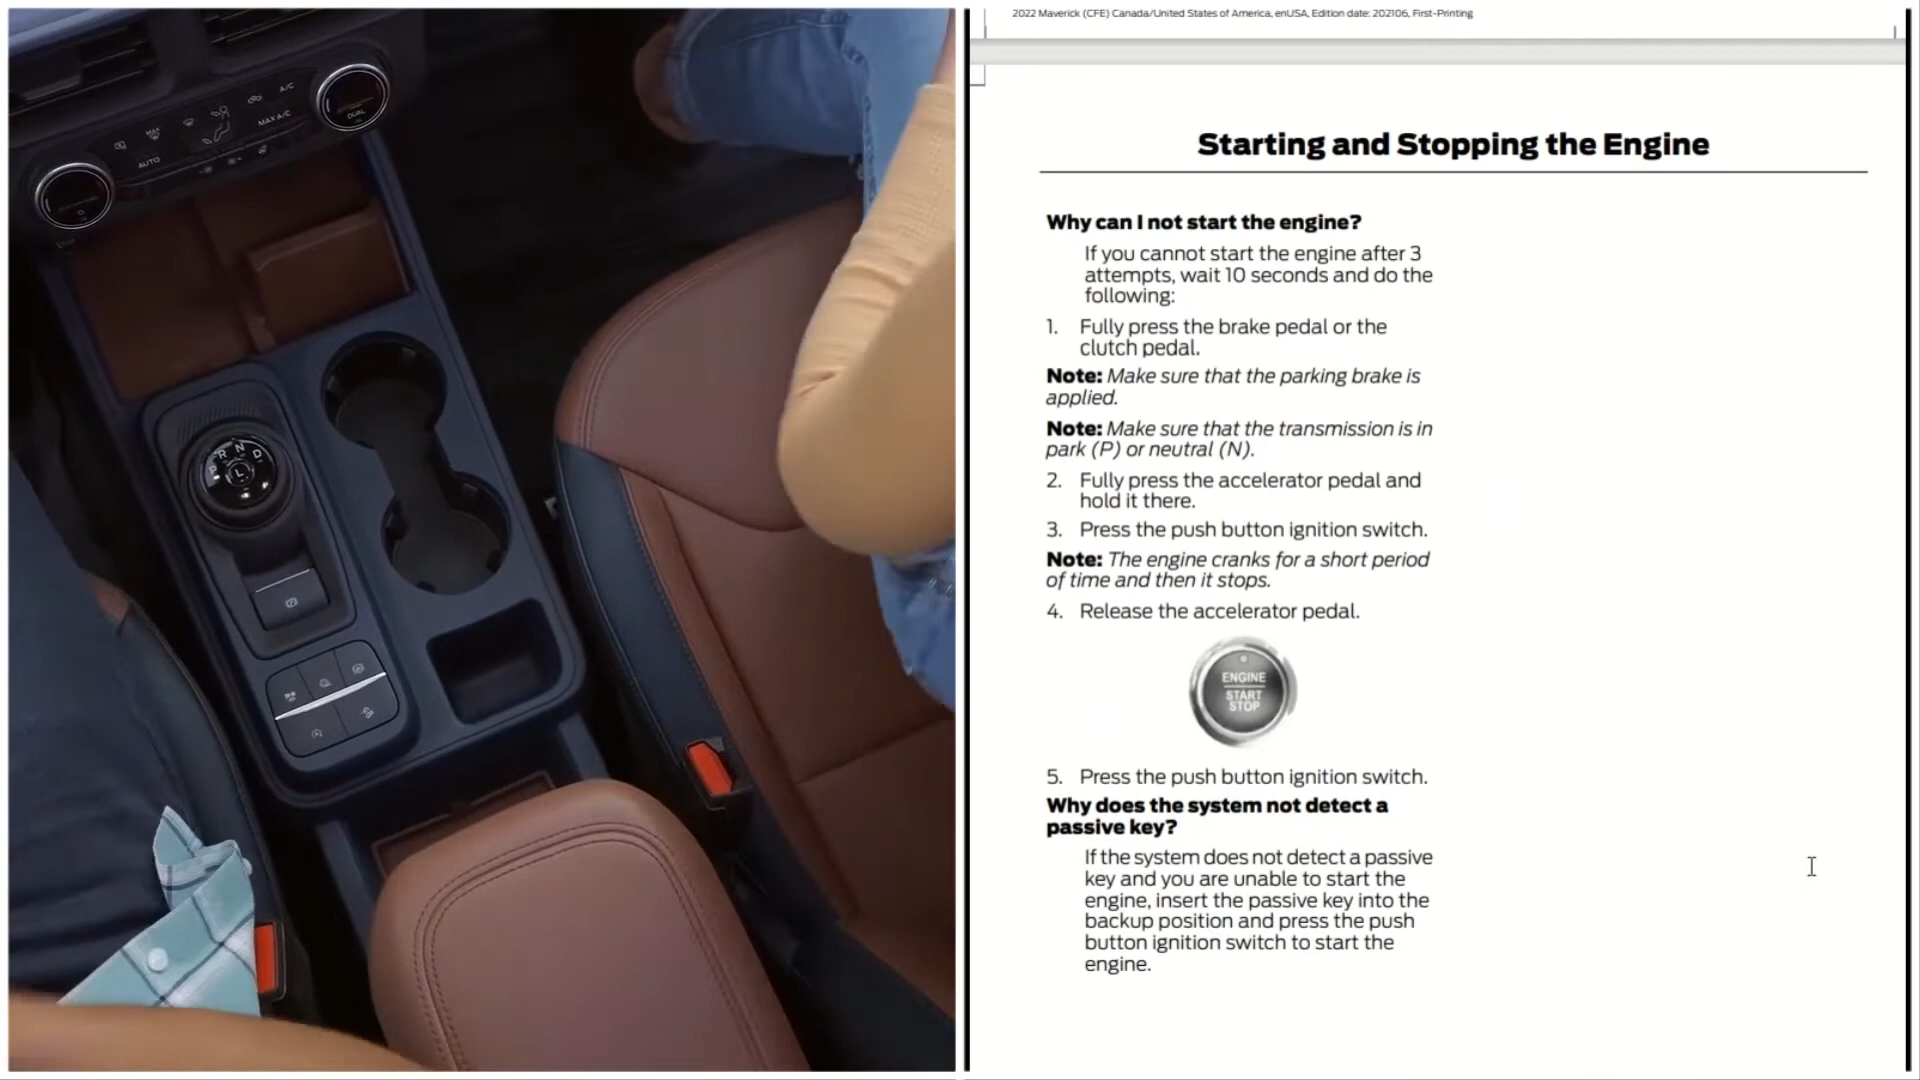 A/C
MAX A/C
DUAL
MAX
AUTO
P R N D
L
2022 Maverick (CFE) Canada/United States of America, enUSA, Edition date: 202106, First-Printing
Starting and Stopping the Engine
Why can I not start the engine?
If you cannot start the engine after 3
attempts, wait 10 seconds and do the
following:
1. Fully press the brake pedal or the
clutch pedal.
Note: Make sure that the parking brake is
applied.
Note: Make sure that the transmission is in
park (P) or neutral (N).
2. Fully press the accelerator pedal and
hold it there.
3. Press the push button ignition switch.
Note: The engine cranks for a short period
of time and then it stops.
4. Release the accelerator pedal.
ENGINE
START
STOP
5. Press the push button ignition switch.
Why does the system not detect a
passive key?
If the system does not detect a passive
key and you are unable to start the
engine, insert the passive key into the
backup position and press the push
button ignition switch to start the
engine.